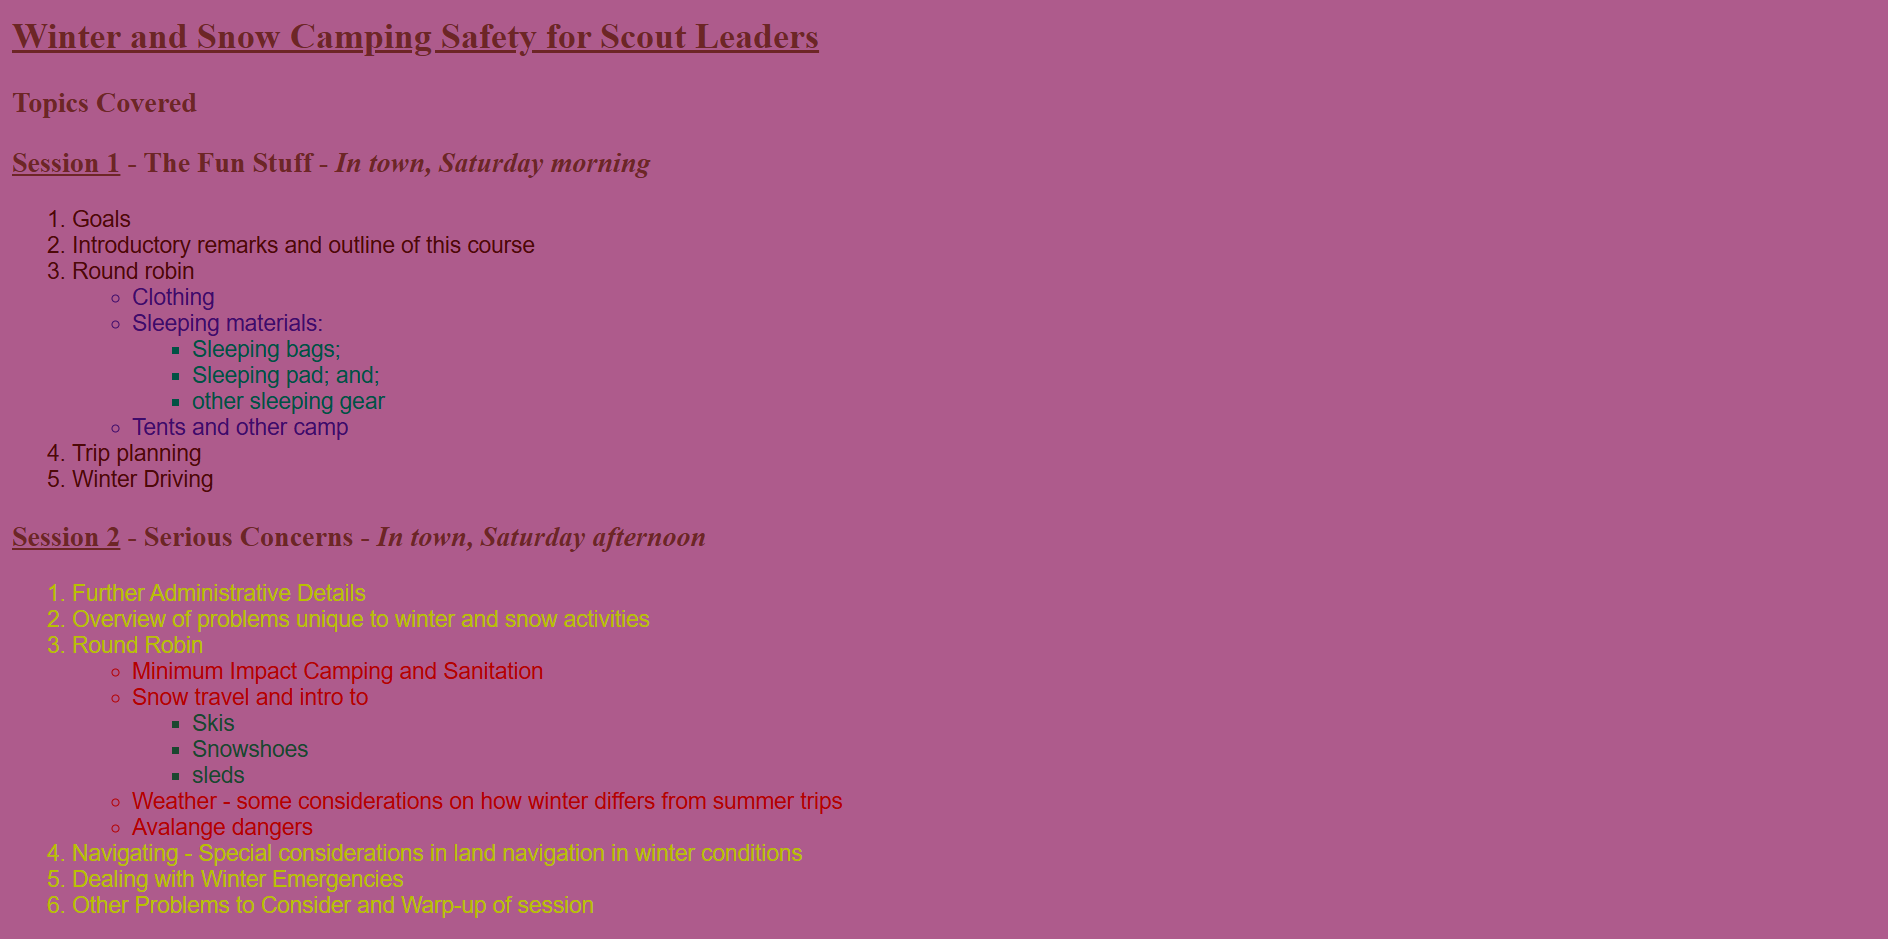 Winter and Snow Camping Safety for Scout Leaders
Topics Covered
Session 1 - The Fun Stuff - In town, Saturday morning
1. Goals
2. Introductory remarks and outline of this course
3. Round robin
Clothing
Sleeping materials:
Sleeping bags;
Sleeping pad; and;
other sleeping gear
Tents and other camp
4. Trip planning
5. Winter Driving
Session 2 - Serious Concerns - In town, Saturday afternoon
1. Further Administrative Details
2. Overview of problems unique to winter and snow activities
3. Round Robin
Minimum Impact Camping and Sanitation
Snow travel and intro to
Skis
Snowshoes
sleds
Weather - some considerations on how winter differs from summer trips
Avalange dangers
4. Navigating - Special considerations in land navigation in winter conditions
5. Dealing with Winter Emergencies
6. Other Problems to Consider and Warp-up of session